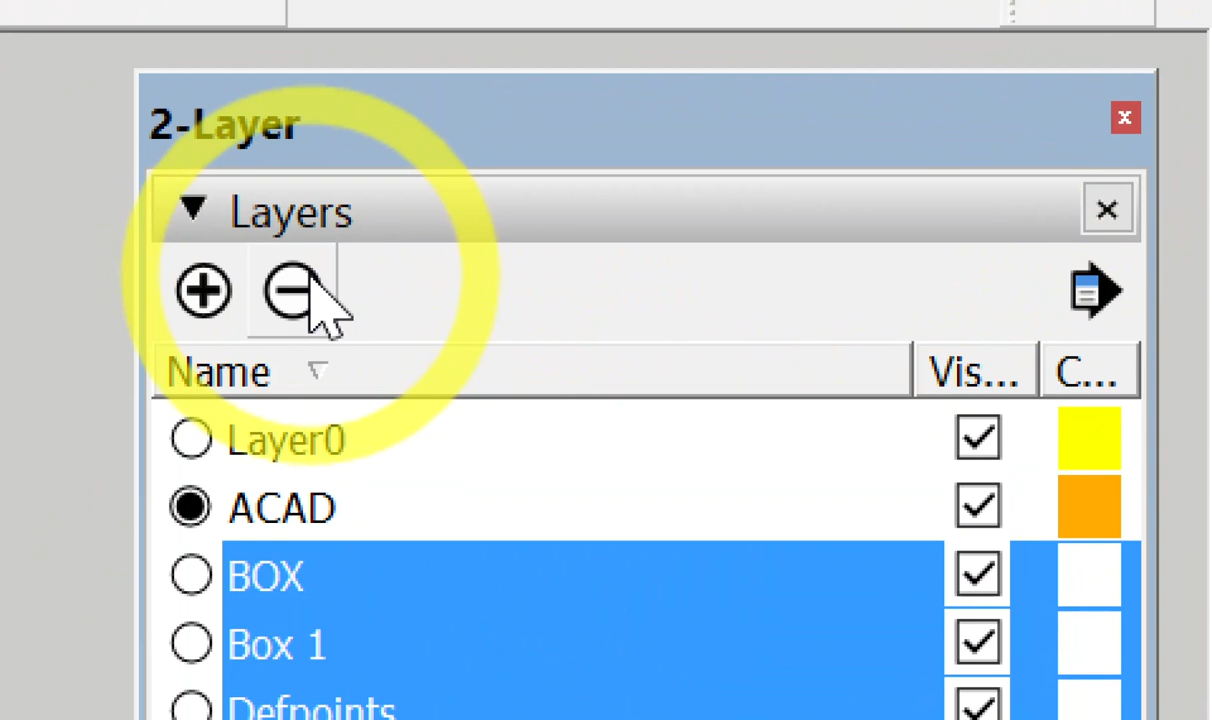 2-Layer
Layers
Name Vis... C...
Layer0
ACAD
BOX
Box 1
Defpoints